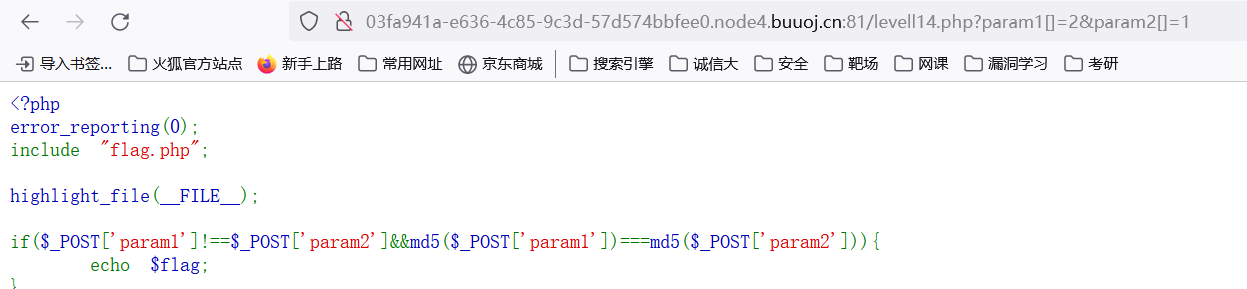 03fa941a-e636-4c85-9c3d-57d574bbfee0.node4.buuoj.cn:81/levell14.php?param1[]=2&param2[]=1
导入书签... 火狐官方站点 新手上路 常用网址 京东商城 搜索引擎 诚信大 安全 靶场 网课 漏洞学习 考研
<?php
error_reporting(0);
include "flag.php";
highlight_file(__FILE__);
if($_POST['param1']!==$_POST['param2']&&md5($_POST['param1'])===md5($_POST['param2'])){
echo $flag;
}